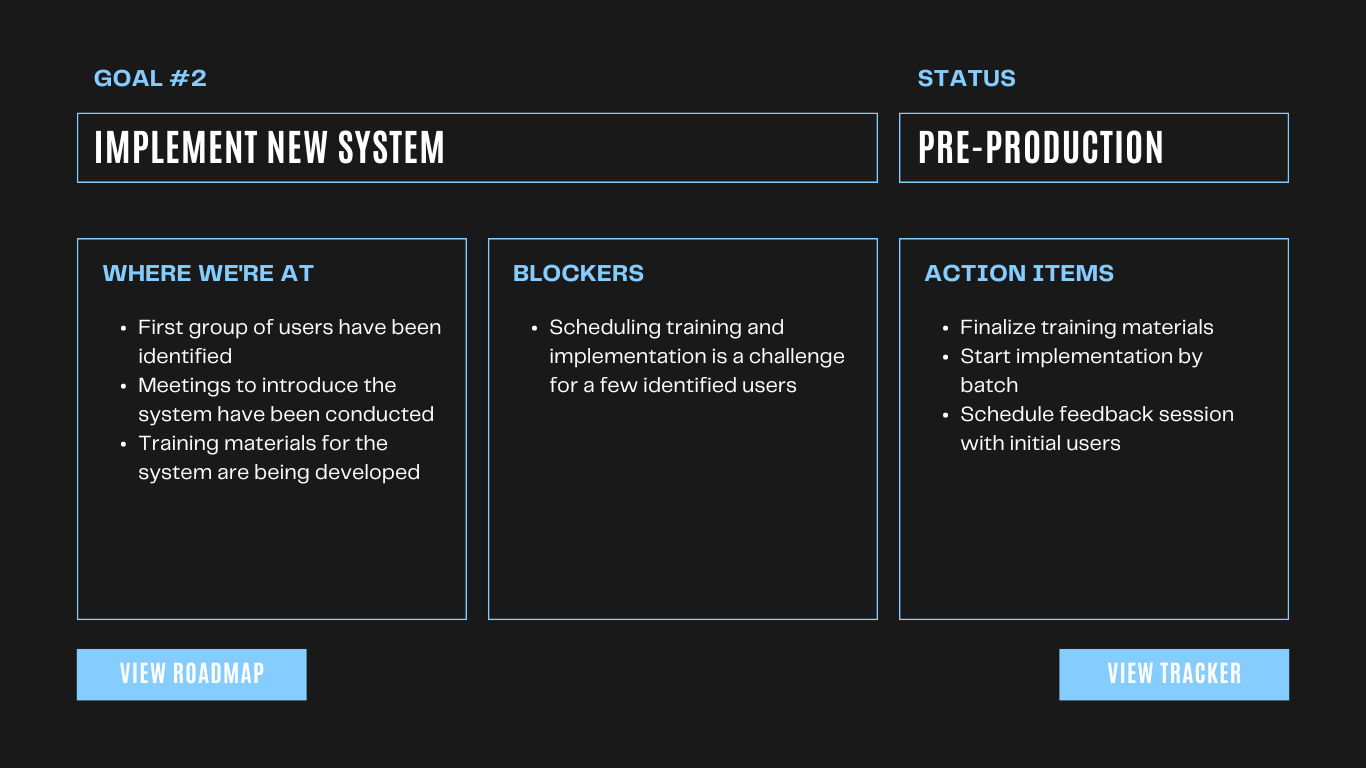 GOAL #2
STATUS
IMPLEMENT NEW SYSTEM
PRE-PRODUCTION
WHERE WE'RE AT
• First group of users have been
identified
• Meetings to introduce the
system have been conducted
• Training materials for the
system are being developed
BLOCKERS
• Scheduling training and
implementation is a challenge
for a few identified users
ACTION ITEMS
• Finalize training materials
• Start implementation by
batch
• Schedule feedback session
with initial users
VIEW ROADMAP
VIEW TRACKER